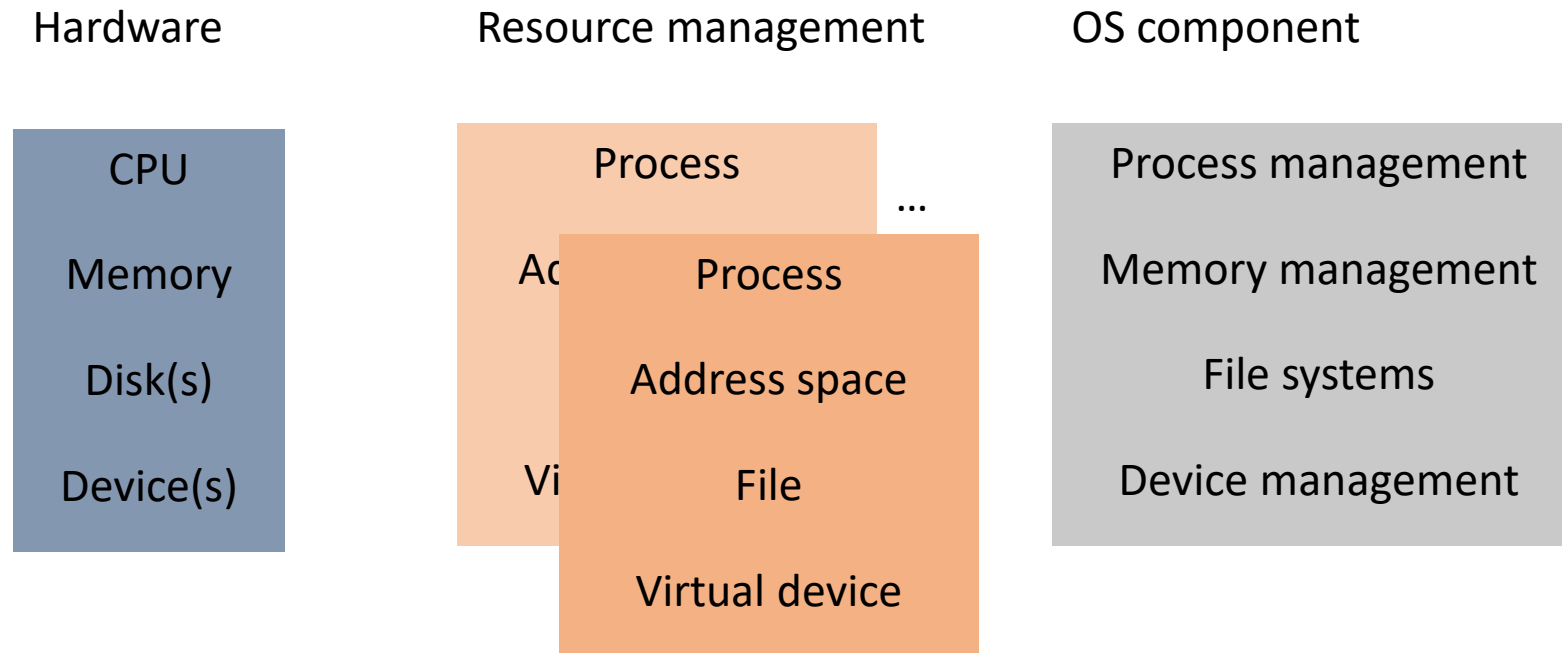 Hardware
Resource management
OS component
CPU
Memory
Disk(s)
Device(s)
Process
...
Process
Address space
File
Virtual device
Process management
Memory management
File systems
Device management